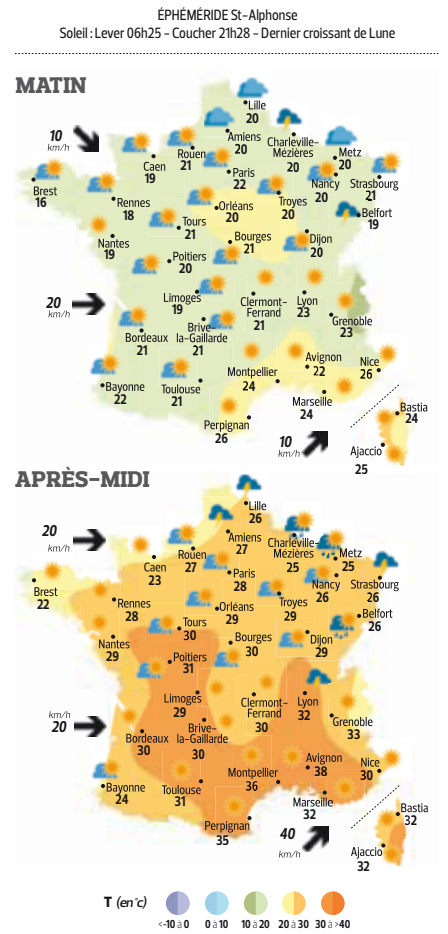 ÉPHÉMÉRIDE St-Alphonse
Soleil : Lever 06h25 - Coucher 21h28 - Dernier croissant de Lune
MATIN
10
km/h
Lille
20
Amiens
20
Charleville-
Mézières
20
Metz
20
Caen
19
Rouen
21
Paris
22
Nancy
20
Strasbourg
21
Brest
16
Rennes
18
Orléans
20
Troyes
20
Belfort
19
Nantes
19
Tours
21
Bourges
21
Dijon
20
Poitiers
20
20
km/h
Limoges
19
Clermont-
Ferrand
21
Lyon
23
Grenoble
23
Bordeaux
21
Brive-
la-Gaillarde
21
Avignon
22
Nice
26
Bayonne
22
Toulouse
21
Montpellier
24
Marseille
24
Perpignan
26
10
km/h
Bastia
24
Ajaccio
25
APRÈS-MIDI
20
km/h
Lille
26
Amiens
27
Charleville-
Mézières
25
Metz
25
Caen
23
Rouen
27
Paris
28
Nancy
26
Strasbourg
26
Brest
22
Rennes
28
Orléans
29
Troyes
29
Belfort
26
Nantes
29
Tours
30
Bourges
30
Dijon
29
Poitiers
31
km/h
20
Limoges
29
Clermont-
Ferrand
30
Lyon
32
Grenoble
33
Bordeaux
30
Brive-
la-Gaillarde
30
Avignon
38
Nice
30
Bayonne
24
Toulouse
31
Montpellier
36
Marseille
32
Perpignan
35
40
km/h
Bastia
32
Ajaccio
32
T (en°c)
<-10 à 0 0 à 10 10 à 20 20 à 30 30 à >40